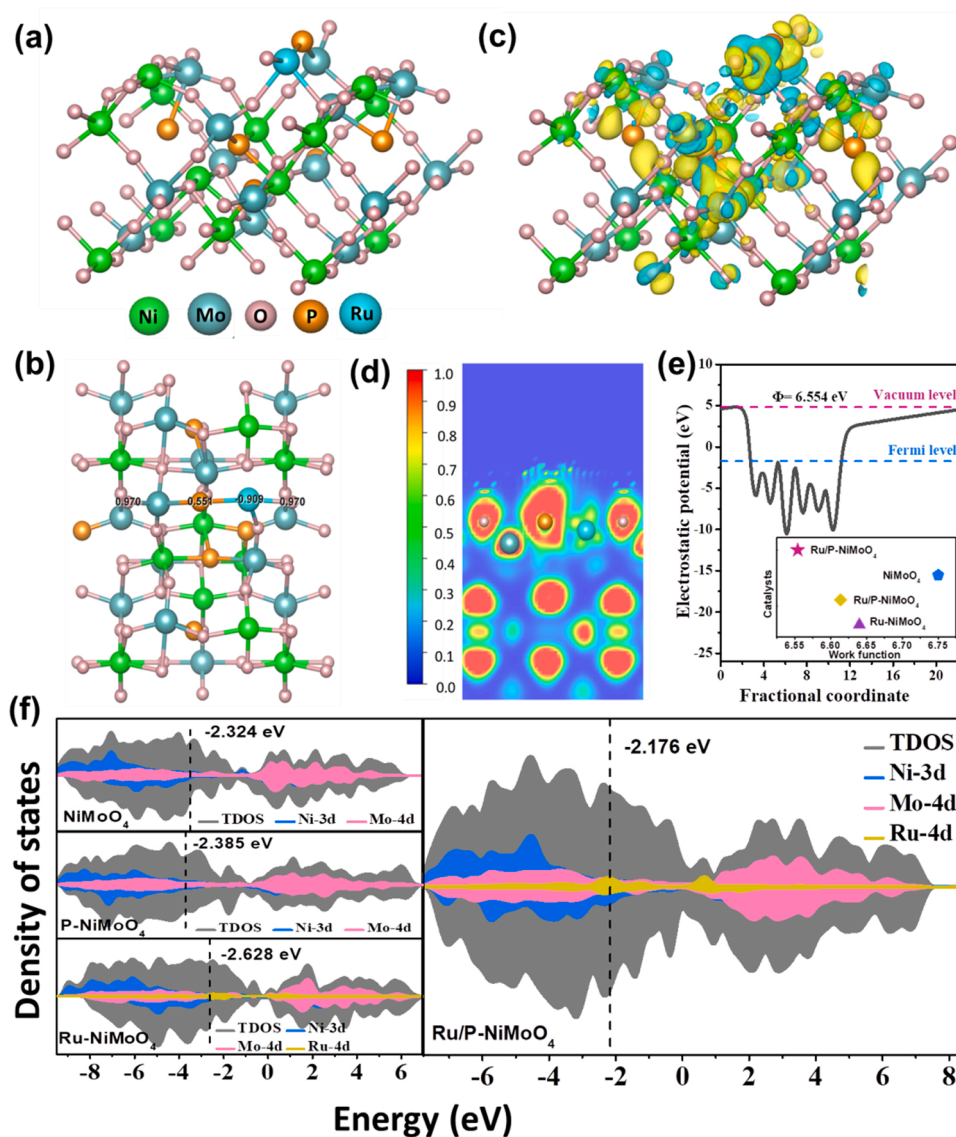 (a)
(c)
Ni Mo O P Ru
(b)
0.970 0.551 0.909 0.970
(d)
1.0
0.9
0.8
0.7
0.6
0.5
0.4
0.3
0.2
0.1
0.0
(e)
Electrostatic potential (eV)
10
5
0
-5
-10
-15
-20
-25
Φ= 6.554 eV
Vacuum level
Fermi level
Catalysts
Ru/P-NiMoO4
NiMoO4
Ru/P-NiMoO4
Ru-NiMoO4
6.55 6.60 6.65 6.70 6.75
Work function
0 4 8 12 16 20
Fractional coordinate
(f)
Density of states
-2.324 eV
NiMoO4
TDOS Ni-3d Mo-4d
-2.385 eV
P-NiMoO4
TDOS Ni-3d Mo-4d
-2.628 eV
Ru-NiMoO4
TDOS Ni-3d
Mo-4d Ru-4d
-8 -6 -4 -2 0 2 4 6
-2.176 eV
TDOS
Ni-3d
Mo-4d
Ru-4d
Ru/P-NiMoO4
-6 -4 -2 0 2 4 6 8
Energy (eV)